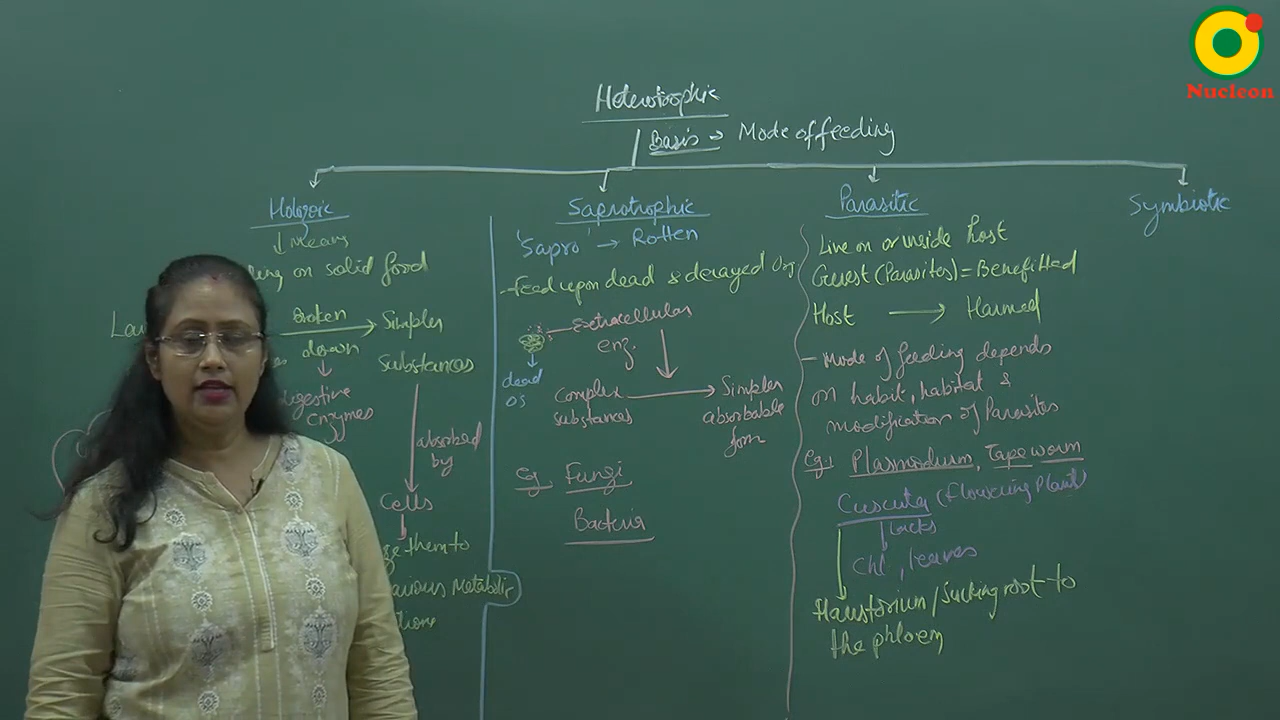 Nucleon
Heterotrophic
Basis → Mode of feeding
Holozoic
↓ Means
on solid food
Broken
→ Simpler
down
substances
digestive
enzymes
absorbed
by
Cells
them to
various Metabolic
Saprotrophic
'Sapro' → Rotten
- Feed upon dead & decayed Org.
Extracellular
enz.
dead
OS
Complex → Simpler
substances absorbable
form
eg. Fungi
Bacteria
Parasitic
Live on or inside host
Guest (Parasites) = Benefitted
Host → Harmed
- Mode of feeding depends
on habit, habitat &
modification of Parasites
eg: Plasmodium, Tape worm
Cuscuta (flowering Plant)
Lacks
Chl, leaves
Haustorium / Sucking root to
the phloem
Symbiotic